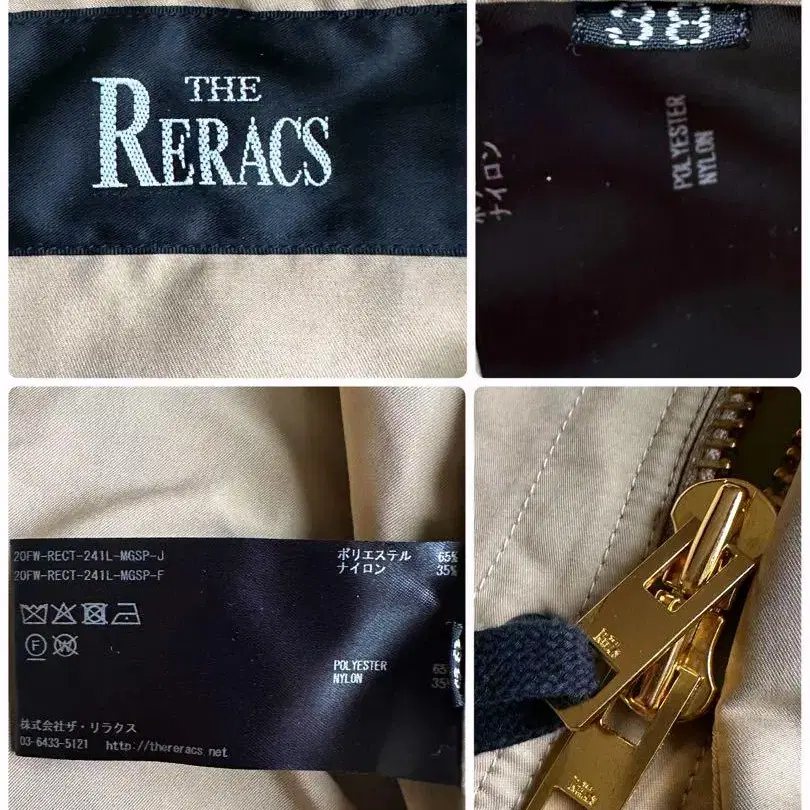 THE
RERACS
38
POLYESTER
NYLON
ナイロン
20FW-RECT-241L-MGSP-J
20FW-RECT-241L-MGSP-F
ポリエステル 65%
ナイロン 35%
F
W
POLYESTER 65
NYLON 35
株式会社ザ・リラクス
03-6433-5121 http://thereracs.net
THE
RERACS